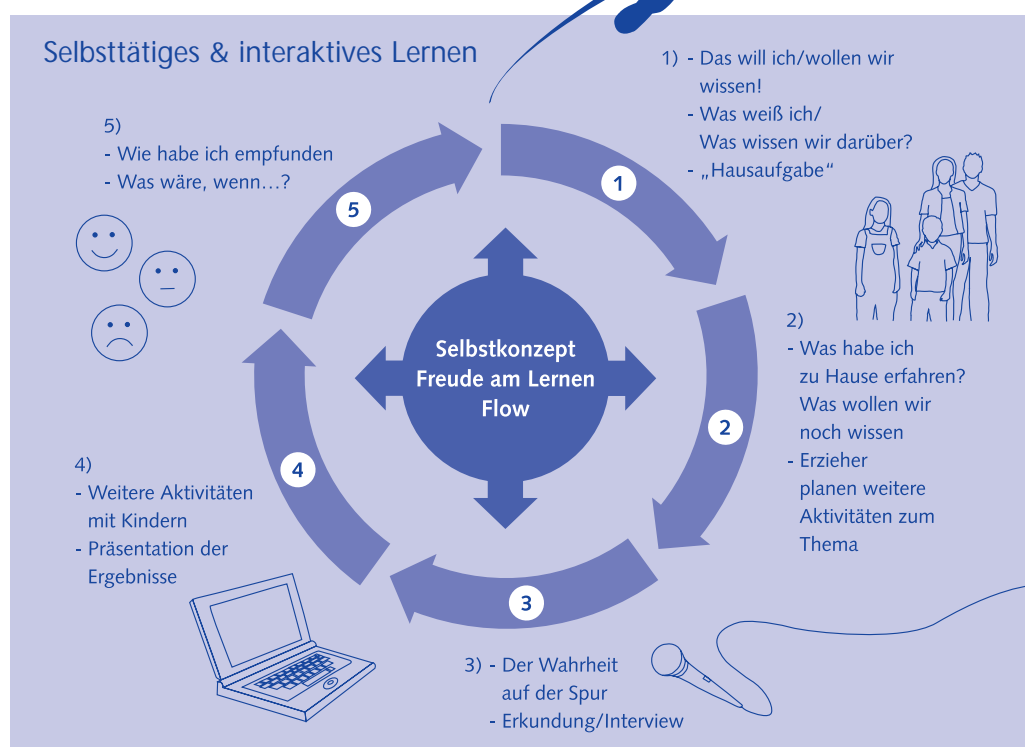 Selbsttätiges & interaktives Lernen
1) - Das will ich/wollen wir
wissen!
- Was weiß ich/
Was wissen wir darüber?
- „Hausaufgabe“
2)
- Was habe ich
zu Hause erfahren?
Was wollen wir
noch wissen
- Erzieher
planen weitere
Aktivitäten zum
Thema
3) - Der Wahrheit
auf der Spur
- Erkundung/Interview
4)
- Weitere Aktivitäten
mit Kindern
- Präsentation der
Ergebnisse
5)
- Wie habe ich empfunden
- Was wäre, wenn...?
1
2
3
4
5
Selbstkonzept
Freude am Lernen
Flow